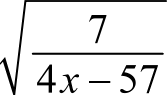 √(7/(4x − 57))